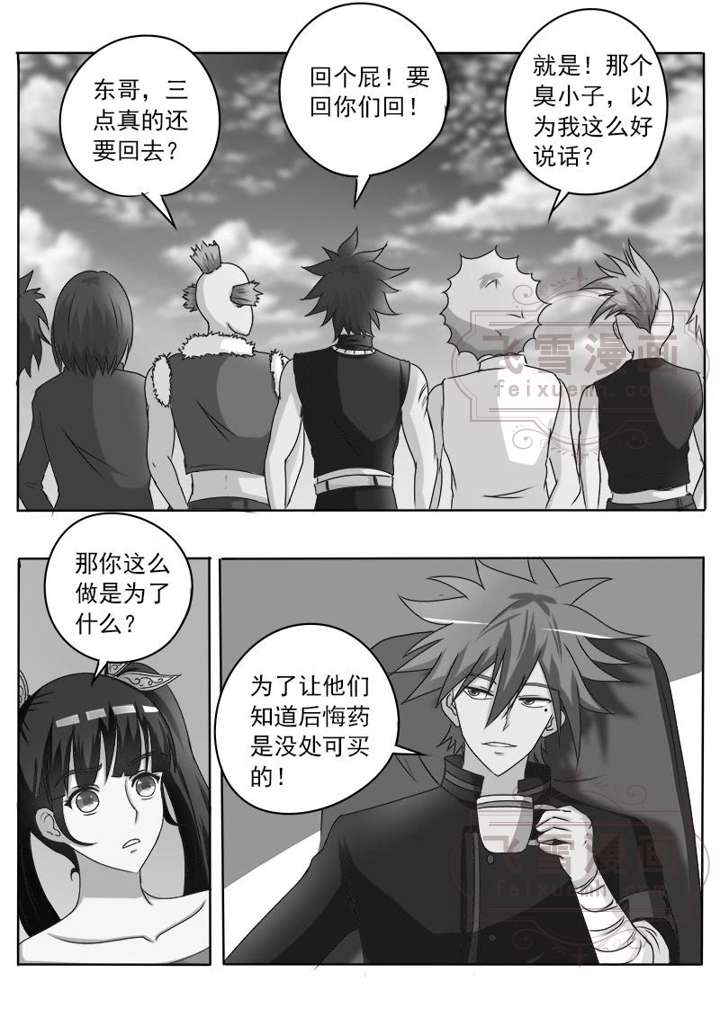 东哥，三
点真的还
要回去？
回个屁！要
回你们回！
就是！那个
臭小子，以
为我这么好
说话？
飞雪漫画
feixuemh.com
那你这么
做是为了
什么？
为了让他们
知道后悔药
是没处可买
的！
飞雪漫画
feixuemh.com